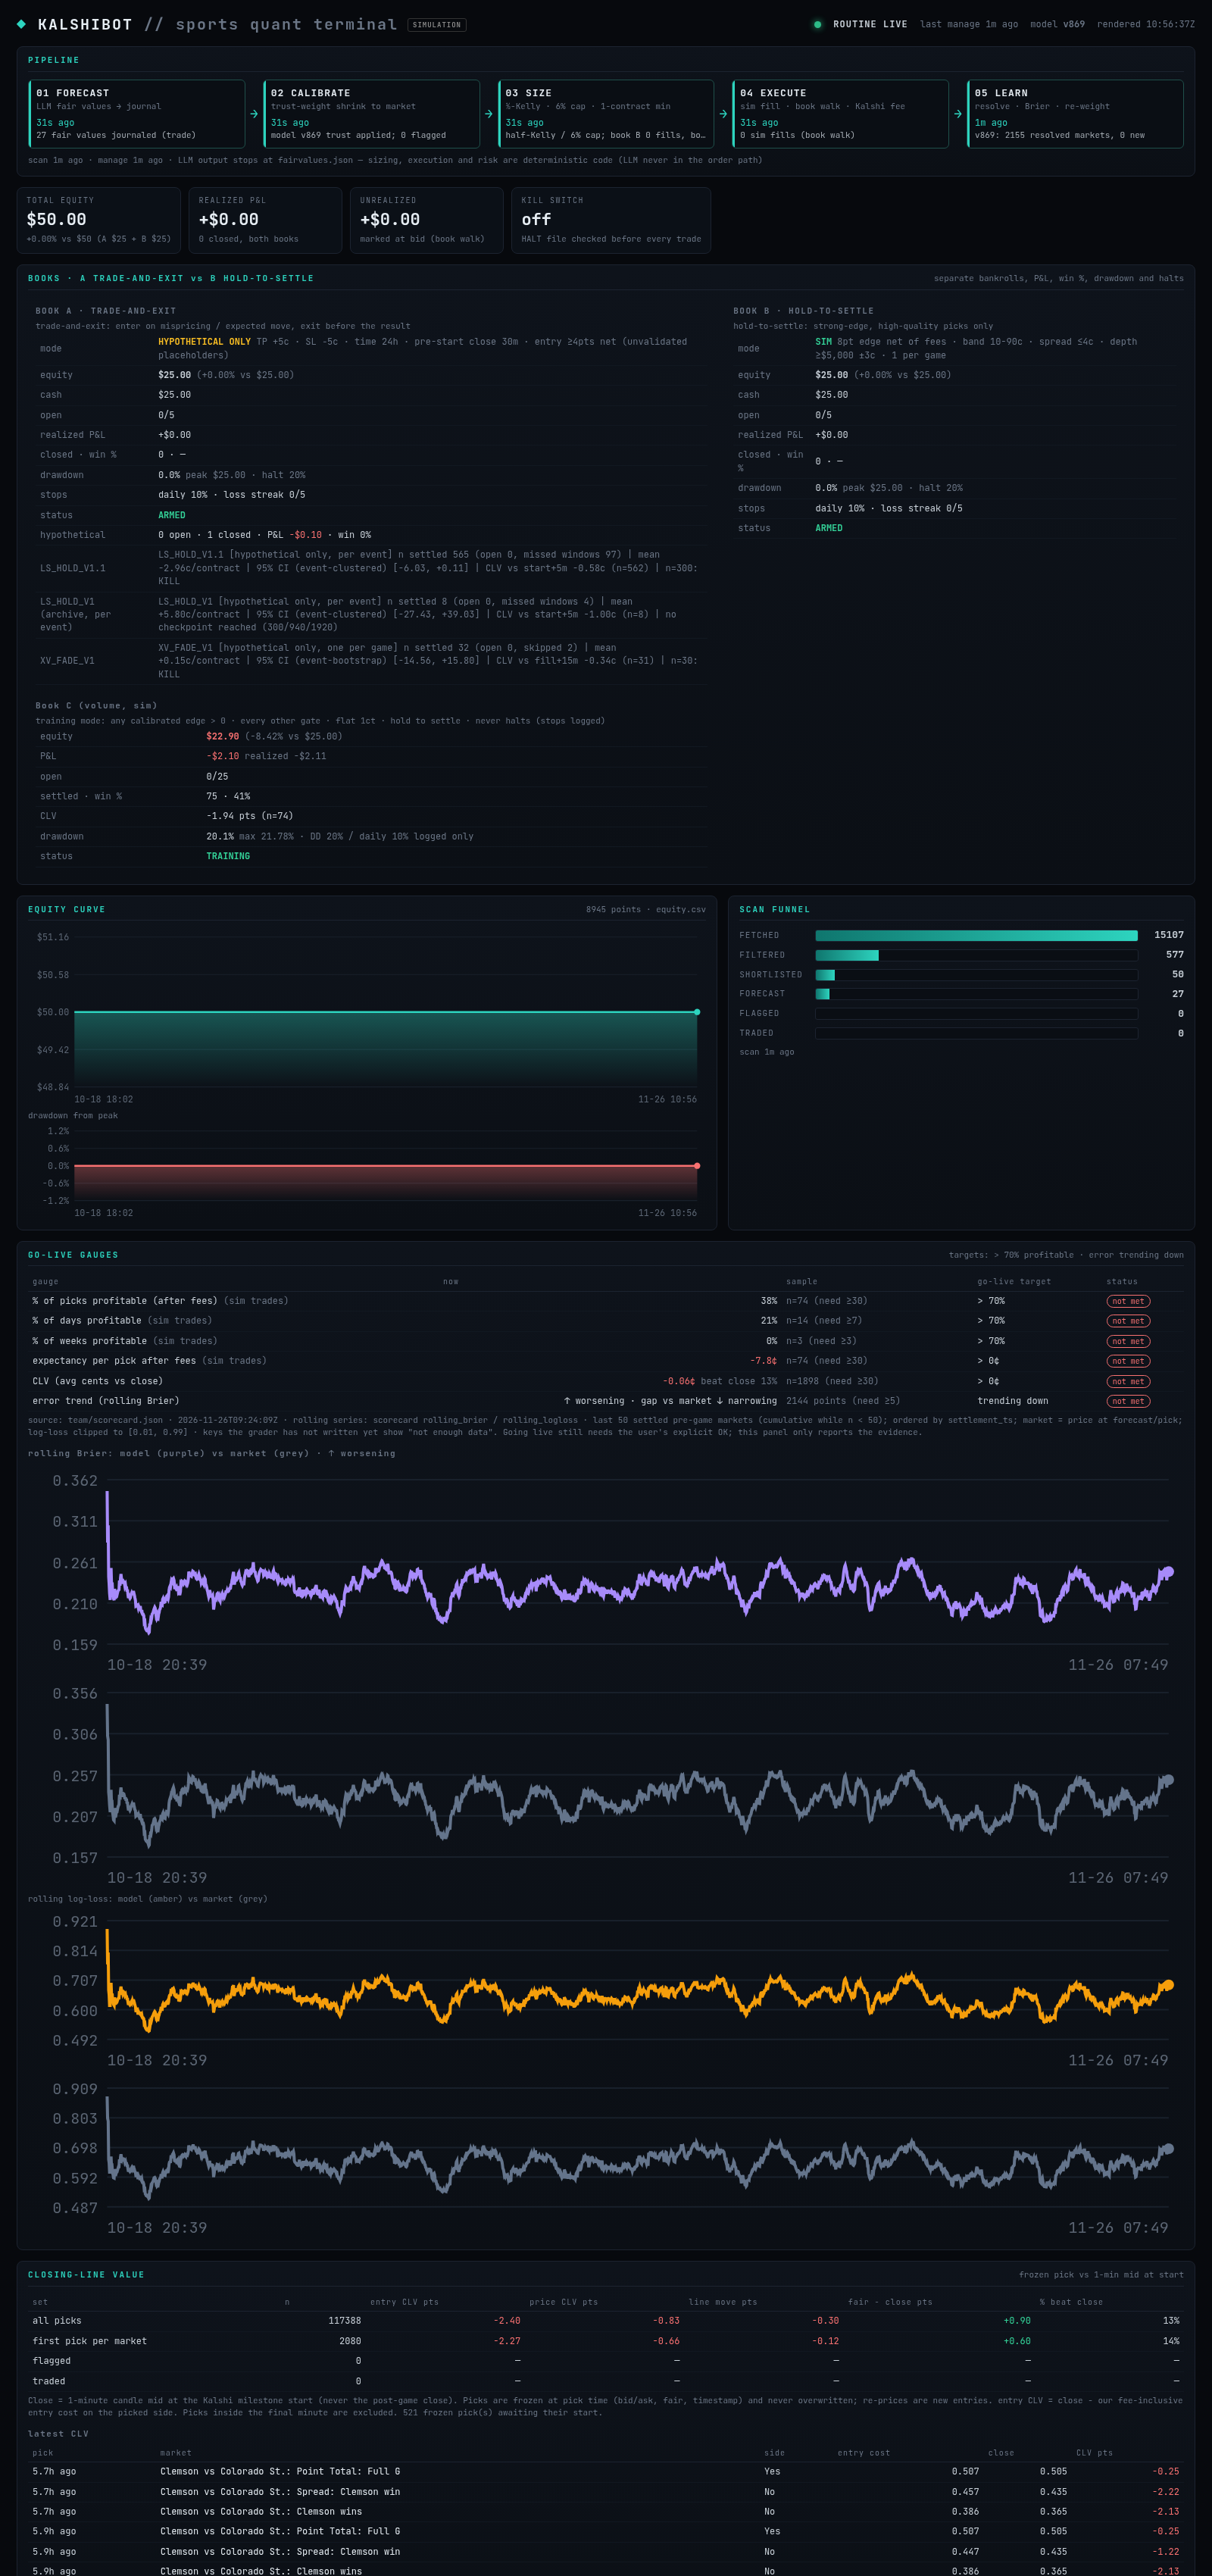 ◆ KALSHIBOT // sports quant terminal SIMULATION
ROUTINE LIVE last manage 1m ago model v869 rendered 10:56:37Z
PIPELINE
01 FORECAST
LLM fair values → journal
31s ago
27 fair values journaled (trade)
→
02 CALIBRATE
trust-weight shrink to market
31s ago
model v869 trust applied; 0 flagged
→
03 SIZE
½-Kelly · 6% cap · 1-contract min
31s ago
half-Kelly / 6% cap; book B 0 fills, bo…
→
04 EXECUTE
sim fill · book walk · Kalshi fee
31s ago
0 sim fills (book walk)
→
05 LEARN
resolve · Brier · re-weight
1m ago
v869: 2155 resolved markets, 0 new
scan 1m ago · manage 1m ago · LLM output stops at fairvalues.json — sizing, execution and risk are deterministic code (LLM never in the order path)
TOTAL EQUITY
$50.00
+0.00% vs $50 (A $25 + B $25)
REALIZED P&L
+$0.00
0 closed, both books
UNREALIZED
+$0.00
marked at bid (book walk)
KILL SWITCH
off
HALT file checked before every trade
BOOKS · A TRADE-AND-EXIT vs B HOLD-TO-SETTLE
separate bankrolls, P&L, win %, drawdown and halts
BOOK A · TRADE-AND-EXIT
trade-and-exit: enter on mispricing / expected move, exit before the result
mode HYPOTHETICAL ONLY TP +5c · SL -5c · time 24h · pre-start close 30m · entry ≥4pts net (unvalidated
placeholders)
equity $25.00 (+0.00% vs $25.00)
cash $25.00
open 0/5
realized P&L +$0.00
closed · win % 0 · —
drawdown 0.0% peak $25.00 · halt 20%
stops daily 10% · loss streak 0/5
status ARMED
hypothetical 0 open · 1 closed · P&L -$0.10 · win 0%
LS_HOLD_V1.1 LS_HOLD_V1.1 [hypothetical only, per event] n settled 565 (open 0, missed windows 97) | mean
-2.96c/contract | 95% CI (event-clustered) [-6.03, +0.11] | CLV vs start+5m -0.58c (n=562) | n=300:
KILL
LS_HOLD_V1 (archive, per event) LS_HOLD_V1 [hypothetical only, per event] n settled 8 (open 0, missed windows 4) | mean
+5.80c/contract | 95% CI (event-clustered) [-27.43, +39.03] | CLV vs start+5m -1.00c (n=8) | no
checkpoint reached (300/940/1920)
XV_FADE_V1 XV_FADE_V1 [hypothetical only, one per game] n settled 32 (open 0, skipped 2) | mean
+0.15c/contract | 95% CI (event-bootstrap) [-14.56, +15.80] | CLV vs fill+15m -0.34c (n=31) | n=30:
KILL
BOOK B · HOLD-TO-SETTLE
hold-to-settle: strong-edge, high-quality picks only
mode SIM 8pt edge net of fees · band 10-90c · spread ≤4c · depth
≥$5,000 ±3c · 1 per game
equity $25.00 (+0.00% vs $25.00)
cash $25.00
open 0/5
realized P&L +$0.00
closed · win % 0 · —
drawdown 0.0% peak $25.00 · halt 20%
stops daily 10% · loss streak 0/5
status ARMED
Book C (volume, sim)
training mode: any calibrated edge > 0 · every other gate · flat 1ct · hold to settle · never halts (stops logged)
equity $22.90 (-8.42% vs $25.00)
P&L -$2.10 realized -$2.11
open 0/25
settled · win % 75 · 41%
CLV -1.94 pts (n=74)
drawdown 20.1% max 21.78% · DD 20% / daily 10% logged only
status TRAINING
EQUITY CURVE
8945 points · equity.csv
$51.16
$50.58
$50.00
$49.42
$48.84
10-18 18:02 11-26 10:56
drawdown from peak
1.2%
0.6%
0.0%
-0.6%
-1.2%
10-18 18:02 11-26 10:56
SCAN FUNNEL
FETCHED 15107
FILTERED 577
SHORTLISTED 50
FORECAST 27
FLAGGED 0
TRADED 0
scan 1m ago
GO-LIVE GAUGES
targets: > 70% profitable · error trending down
gauge now sample go-live target status
% of picks profitable (after fees) (sim trades) 38% n=74 (need ≥30) > 70% not met
% of days profitable (sim trades) 21% n=14 (need ≥7) > 70% not met
% of weeks profitable (sim trades) 0% n=3 (need ≥3) > 70% not met
expectancy per pick after fees (sim trades) -7.8¢ n=74 (need ≥30) > 0¢ not met
CLV (avg cents vs close) -0.06¢ beat close 13% n=1898 (need ≥30) > 0¢ not met
error trend (rolling Brier) ↑ worsening · gap vs market ↓ narrowing 2144 points (need ≥5) trending down not met
source: team/scorecard.json · 2026-11-26T09:24:09Z · rolling series: scorecard rolling_brier / rolling_logloss · last 50 settled pre-game markets (cumulative while n < 50); ordered by settlement_ts; market = price at forecast/pick;
log-loss clipped to [0.01, 0.99] · keys the grader has not written yet show "not enough data". Going live still needs the user's explicit OK; this panel only reports the evidence.
rolling Brier: model (purple) vs market (grey) · ↑ worsening
0.362
0.311
0.261
0.210
0.159
10-18 20:39 11-26 07:49
0.356
0.306
0.257
0.207
0.157
10-18 20:39 11-26 07:49
rolling log-loss: model (amber) vs market (grey)
0.921
0.814
0.707
0.600
0.492
10-18 20:39 11-26 07:49
0.909
0.803
0.698
0.592
0.487
10-18 20:39 11-26 07:49
CLOSING-LINE VALUE
frozen pick vs 1-min mid at start
set n entry CLV pts price CLV pts line move pts fair - close pts % beat close
all picks 117388 -2.40 -0.83 -0.30 +0.90 13%
first pick per market 2080 -2.27 -0.66 -0.12 +0.60 14%
flagged 0 — — — — —
traded 0 — — — — —
Close = 1-minute candle mid at the Kalshi milestone start (never the post-game close). Picks are frozen at pick time (bid/ask, fair, timestamp) and never overwritten; re-prices are new entries. entry CLV = close - our fee-inclusive
entry cost on the picked side. Picks inside the final minute are excluded. 521 frozen pick(s) awaiting their start.
latest CLV
pick market side entry cost close CLV pts
5.7h ago Clemson vs Colorado St.: Point Total: Full G Yes 0.507 0.505 -0.25
5.7h ago Clemson vs Colorado St.: Spread: Clemson win No 0.457 0.435 -2.22
5.7h ago Clemson vs Colorado St.: Clemson wins No 0.386 0.365 -2.13
5.9h ago Clemson vs Colorado St.: Point Total: Full G Yes 0.507 0.505 -0.25
5.9h ago Clemson vs Colorado St.: Spread: Clemson win No 0.447 0.435 -1.22
5.9h ago Clemson vs Colorado St.: Clemson wins No 0.386 0.365 -2.13